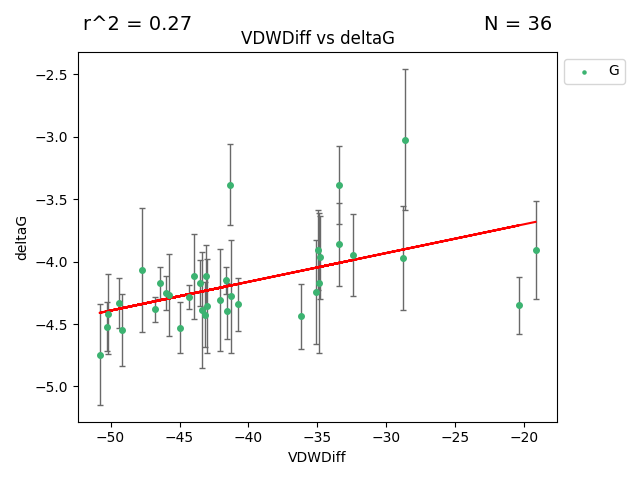 r^2 = 0.27
N = 36
VDWDiff vs deltaG
G
−2.5
−3.0
−3.5
−4.0
−4.5
−5.0
deltaG
−50
−45
−40
−35
−30
−25
−20
VDWDiff